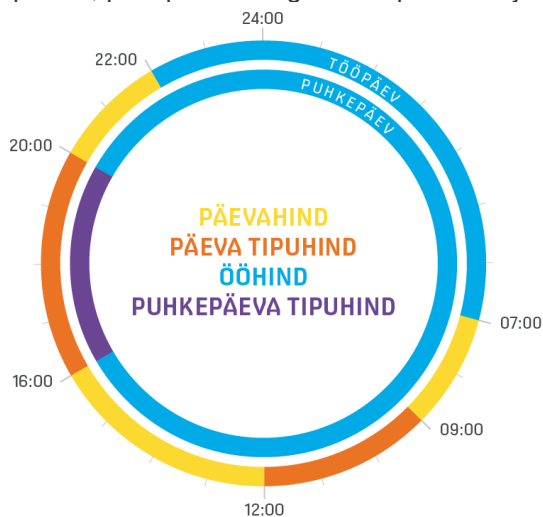 24:00
22:00
TÖÖPÄEV
PUHKEPÄEV
20:00
PÄEVAHIND
PÄEVA TIPUHIND
ÖÖHIND
PUHKEPÄEVA TIPUHIND
07:00
16:00
09:00
12:00